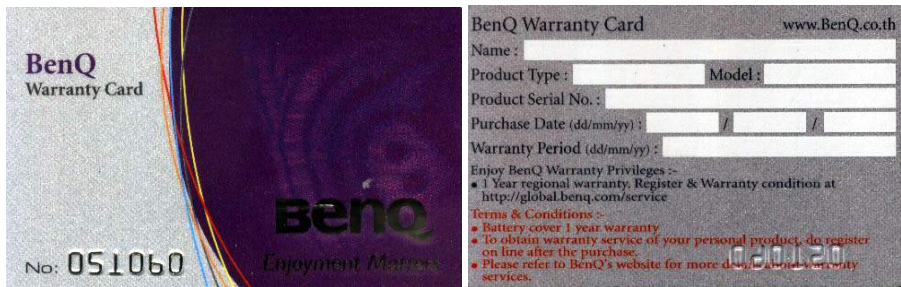 BenQ
Warranty Card
BenQ
Enjoyment Matters
No: 051060
BenQ Warranty Card www.BenQ.co.th
Name :
Product Type : Model :
Product Serial No. :
Purchase Date (dd/mm/yy) : / /
Warranty Period (dd/mm/yy) :
Enjoy BenQ Warranty Privileges :-
• 1 Year regional warranty. Register & Warranty condition at
http://global.benq.com/service
Terms & Conditions :-
• Battery cover 1 year warranty
• To obtain warranty service of your personal product, do register
on line after the purchase.
• Please refer to BenQ's website for more details about warranty
services.